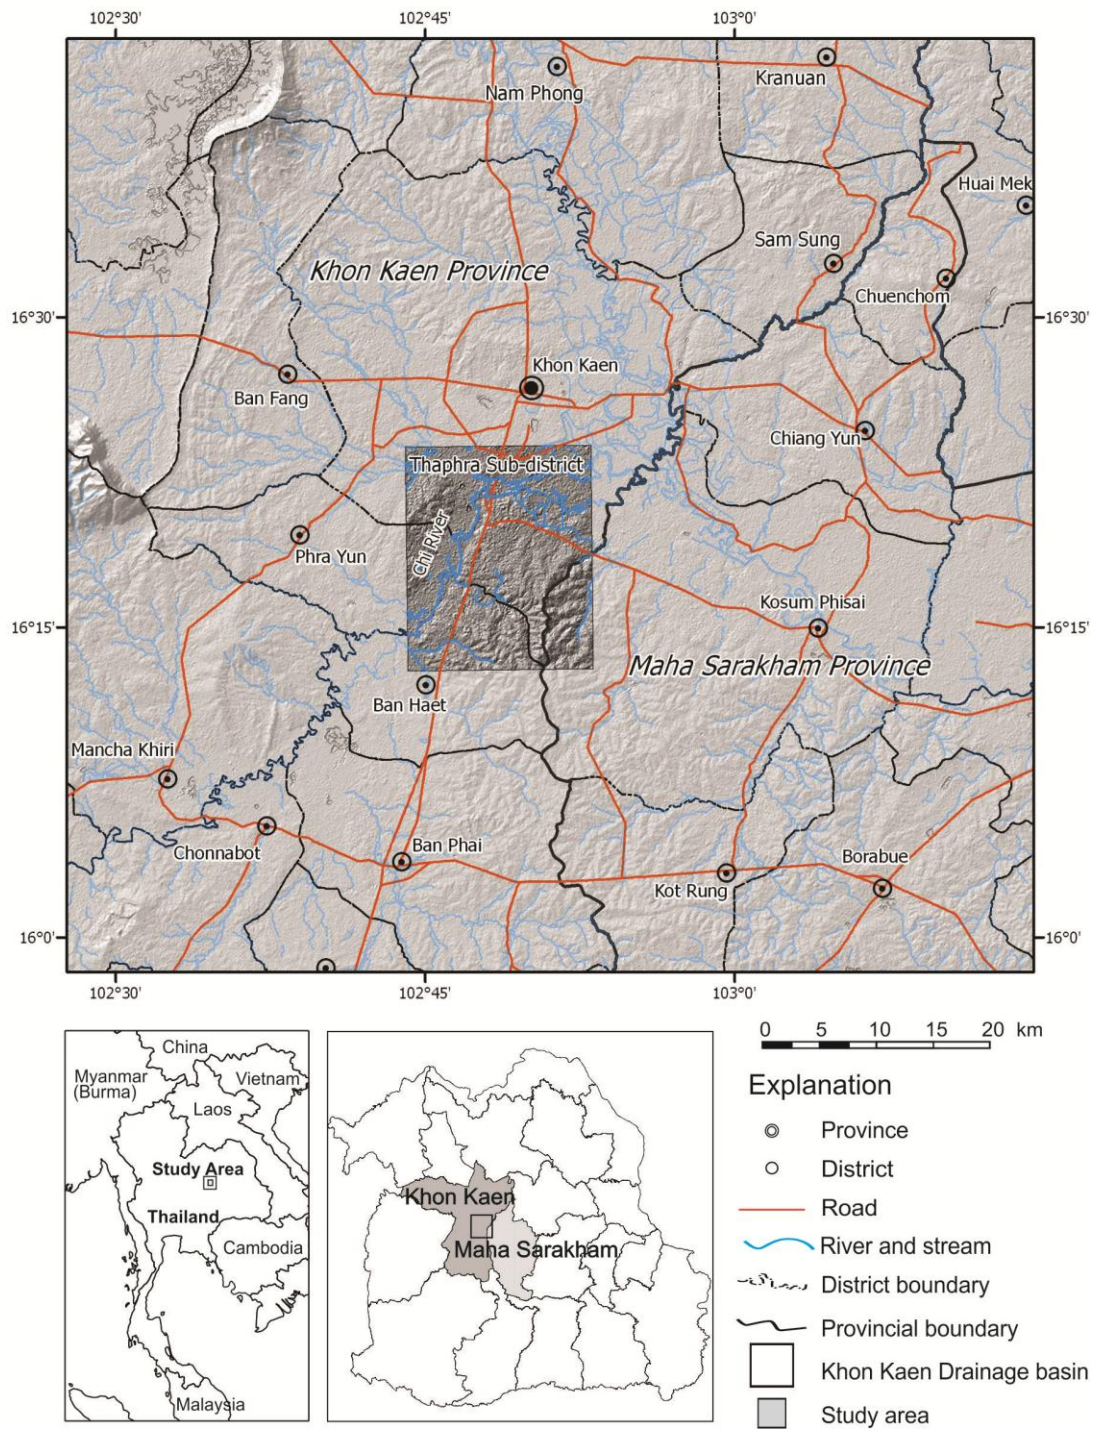 102°30' 102°45' 103°0'
Kranuan
Nam Phong
Huai Mek
Sam Sung
Khon Kaen Province
Chuenchom
16°30' 16°30'
Khon Kaen
Ban Fang
Chiang Yun
Thaphra Sub-district
Chi River
Phra Yun
Kosum Phisai
16°15' 16°15'
Maha Sarakham Province
Ban Haet
Mancha Khiri
Ban Phai
Chonnabot
Borabue
Kot Rung
16°0' 16°0'
102°30' 102°45' 103°0'
China
Myanmar
(Burma)
Vietnam
Laos
Study Area
Thailand
Cambodia
Malaysia
Khon Kaen
Maha Sarakham
0 5 10 15 20 km
Explanation
Province
District
Road
River and stream
District boundary
Provincial boundary
Khon Kaen Drainage basin
Study area